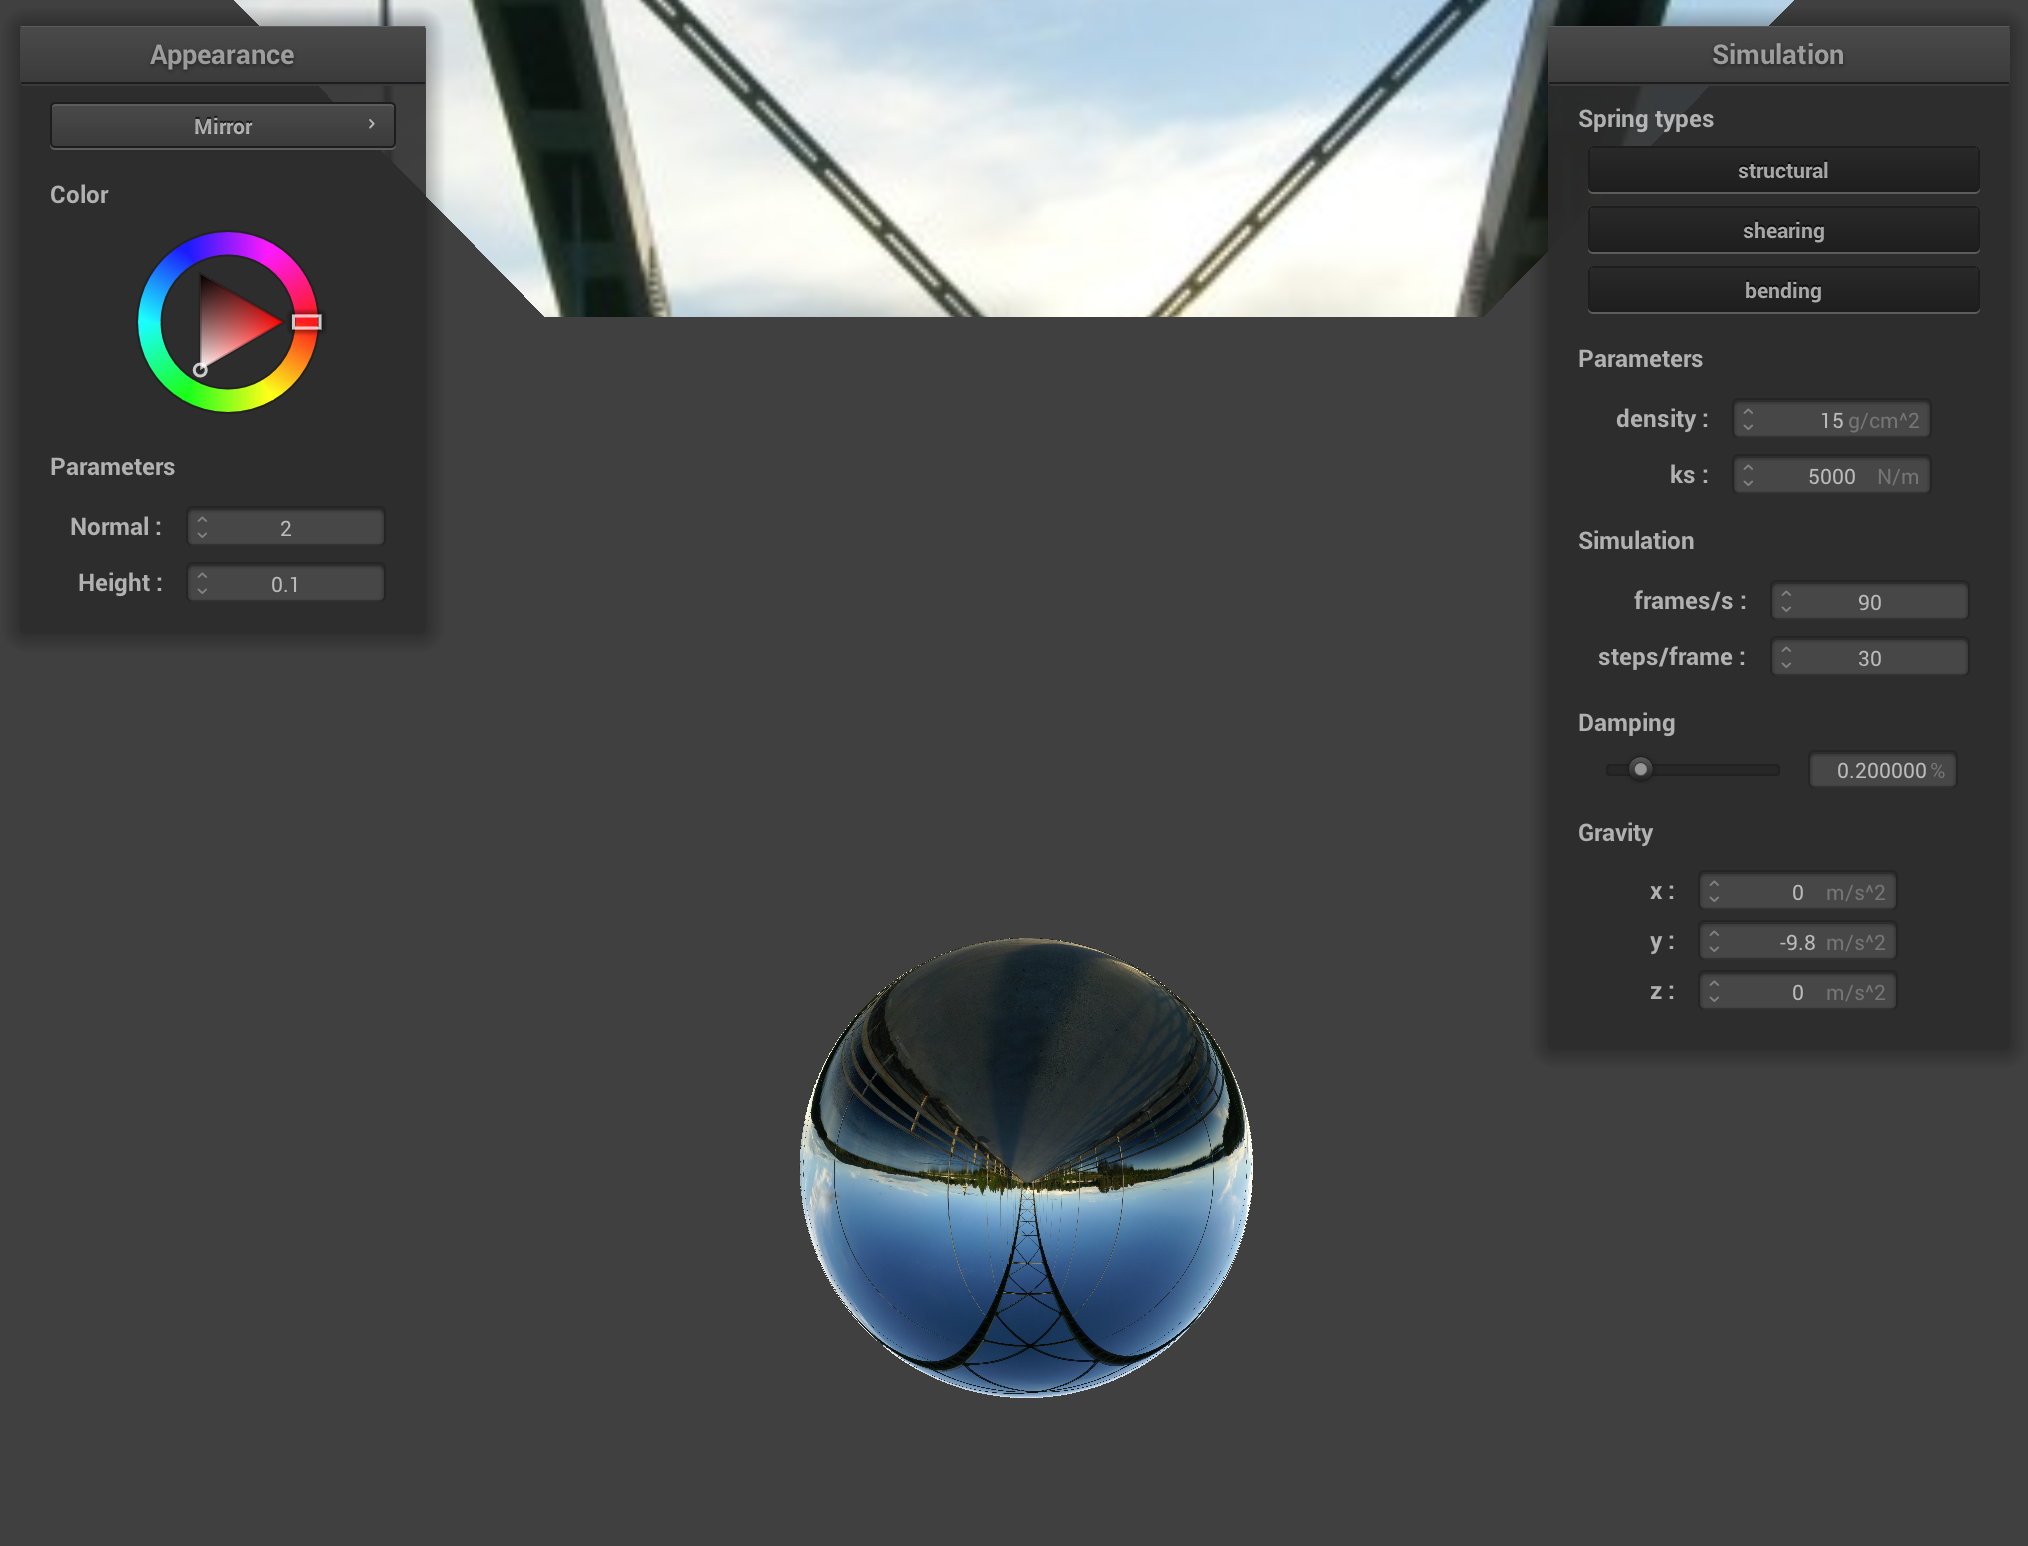 Appearance
Mirror
Color
Parameters
Normal : 2
Height : 0.1
Simulation
Spring types
structural
shearing
bending
Parameters
density : 15 g/cm^2
ks : 5000 N/m
Simulation
frames/s : 90
steps/frame : 30
Damping
0.200000 %
Gravity
x : 0 m/s^2
y : -9.8 m/s^2
z : 0 m/s^2